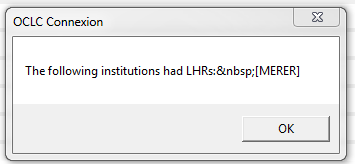 OCLC Connexion
The following institutions had LHRs:&nbsp;[MERER]
OK